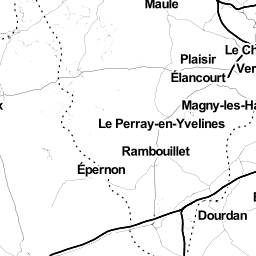 Maule
Le Ch
Plaisir
Ver
Élancourt
Magny-les-Ha
x
Le Perray-en-Yvelines
Rambouillet
Épernon
Dourdan